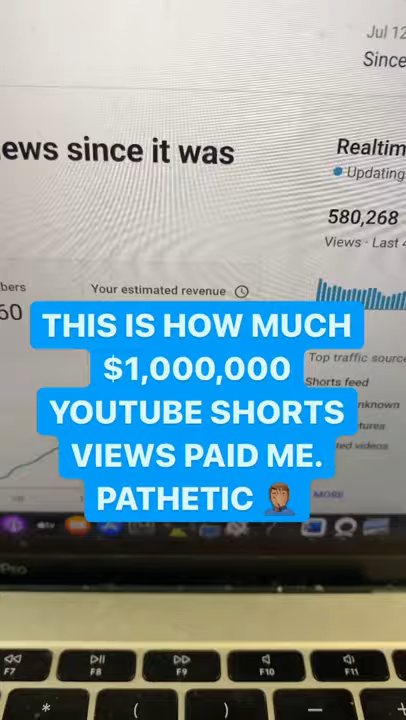 Jul 12
Since
ews since it was
Realtim
Updating
580,268
Views · Last 4
bers
Your estimated revenue
60
THIS IS HOW MUCH
$1,000,000
YOUTUBE SHORTS
VIEWS PAID ME.
PATHETIC 🤦🏽‍♂️
Top traffic source
Shorts feed
nknown
tures
ted videos
MORE
Pro
F7
F8
F9
F10
F11
*
(
)
–
+